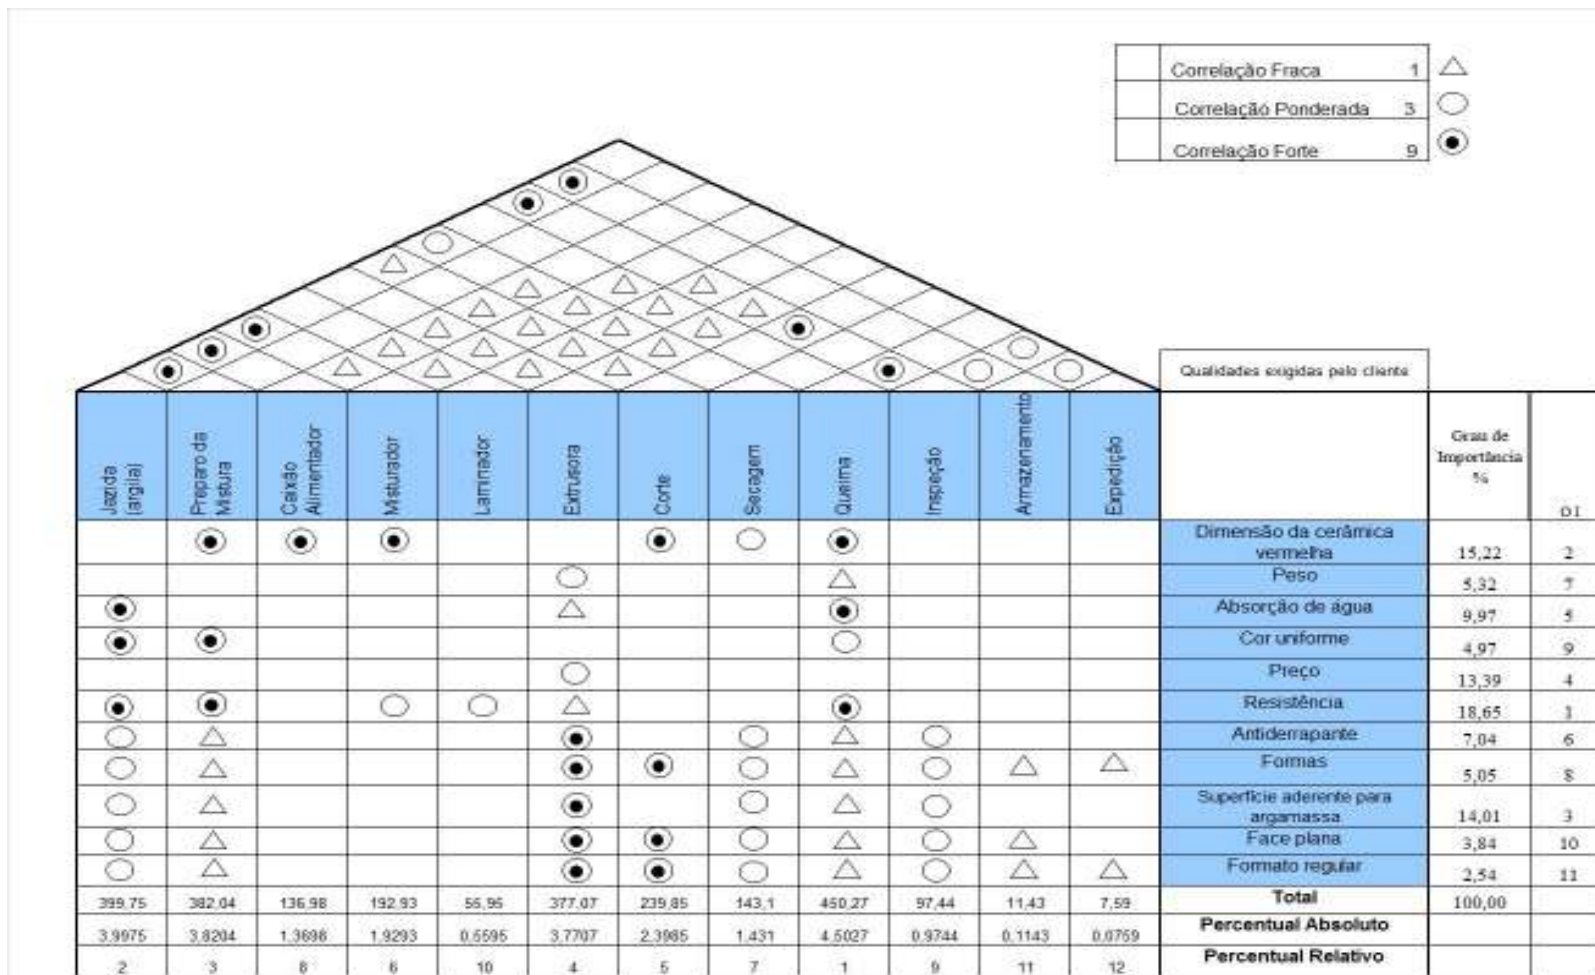 Correlação Fraca 1
Correlação Ponderada 3
Correlação Forte 9
Qualidades exigidas pelo cliente
Jazida (argila)
Preparo da Mistura
Caixão Alimentador
Misturador
Laminador
Extrusora
Corte
Secagem
Queima
Inspeção
Armazenamento
Expedição
Grau de
Importância
%
D I
Dimensão da cerâmica
vermelha 15,22 2
Peso 5,32 7
Absorção de água 9,97 5
Cor uniforme 4,97 9
Preço 13,39 4
Resistência 18,65 1
Antiderrapante 7,04 6
Formas 5,05 8
Superfície aderente para
argamassa 14,01 3
Face plana 3,84 10
Formato regular 2,54 11
399,75 382,04 136,98 192,93 55,95 377,07 239,85 143,1 450,27 97,44 11,43 7,59 Total 100,00
3,9975 3,8204 1,3698 1,9293 0,5595 3,7707 2,3985 1,431 4,5027 0,9744 0,1143 0,0759 Percentual Absoluto
2 3 8 6 10 4 5 7 1 9 11 12 Percentual Relativo